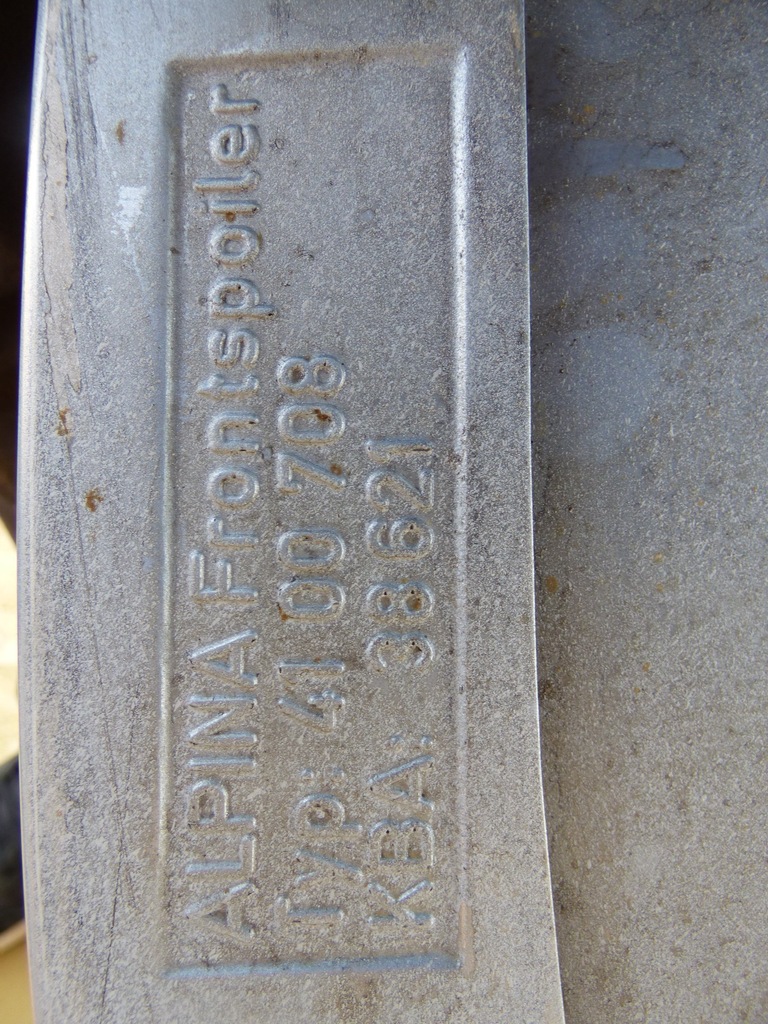 ALPINA Frontspoiler
Typ: 41 00 708
KBA: 38621